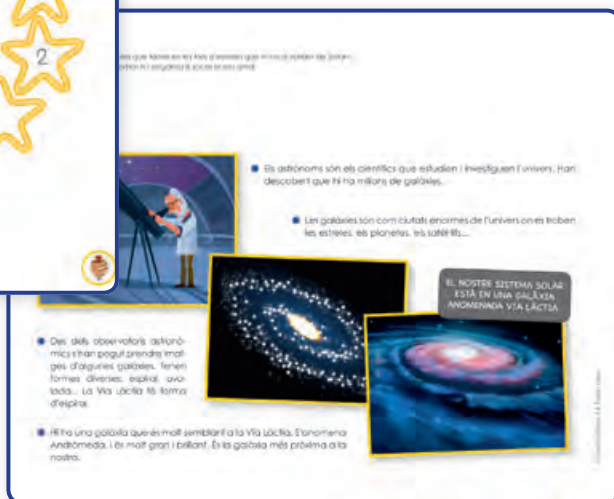 2
Els astrònoms són els científics que estudien i investiguen l'univers. Han
descobert que hi ha milions de galàxies.
Les galàxies són com ciutats enormes de l'univers on es troben
les estreles, els planetes, els satèl·lits...
EL NOSTRE SISTEMA SOLAR
ESTÀ EN UNA GALÀXIA
ANOMENADA VIA LÀCTIA
Des dels observatoris astronò-
mics s'han pogut prendre imat-
ges d'algunes galàxies. Tenen
formes diverses: espiral, ova-
lada... La Via Làctia té forma
d'espiral.
Hi ha una galàxia que és molt semblant a la Via Làctia. S'anomena
Andròmeda, i és molt gran i brillant. És la galàxia més pròxima a la
nostra.